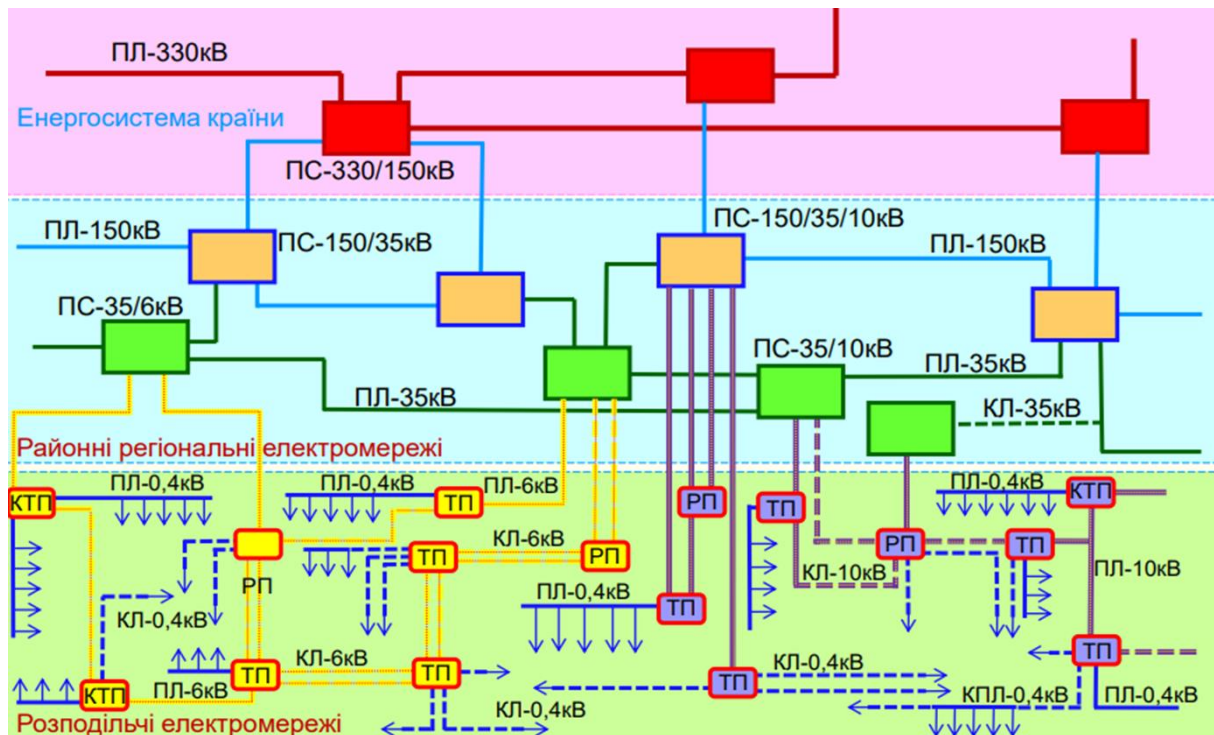 ПЛ-330кВ
Енергосистема країни
ПС-330/150кВ
ПЛ-150кВ
ПС-150/35кВ
ПС-150/35/10кВ
ПЛ-150кВ
ПС-35/6кВ
ПС-35/10кВ
ПЛ-35кВ
ПЛ-35кВ
КЛ-35кВ
Районні регіональні електромережі
КТП
ПЛ-0,4кВ
ПЛ-0,4кВ
ТП
ПЛ-6кВ
РП
ТП
ПЛ-0,4кВ
КТП
РП
КЛ-0,4кВ
ТП
КЛ-6кВ
РП
КЛ-10кВ
РП
ТП
ПЛ-10кВ
ПЛ-0,4кВ
ТП
КТП
ПЛ-6кВ
ТП
КЛ-6кВ
ТП
КЛ-0,4кВ
ТП
КЛ-0,4кВ
КПЛ-0,4кВ
ТП
ПЛ-0,4кВ
Розподільчі електромережі